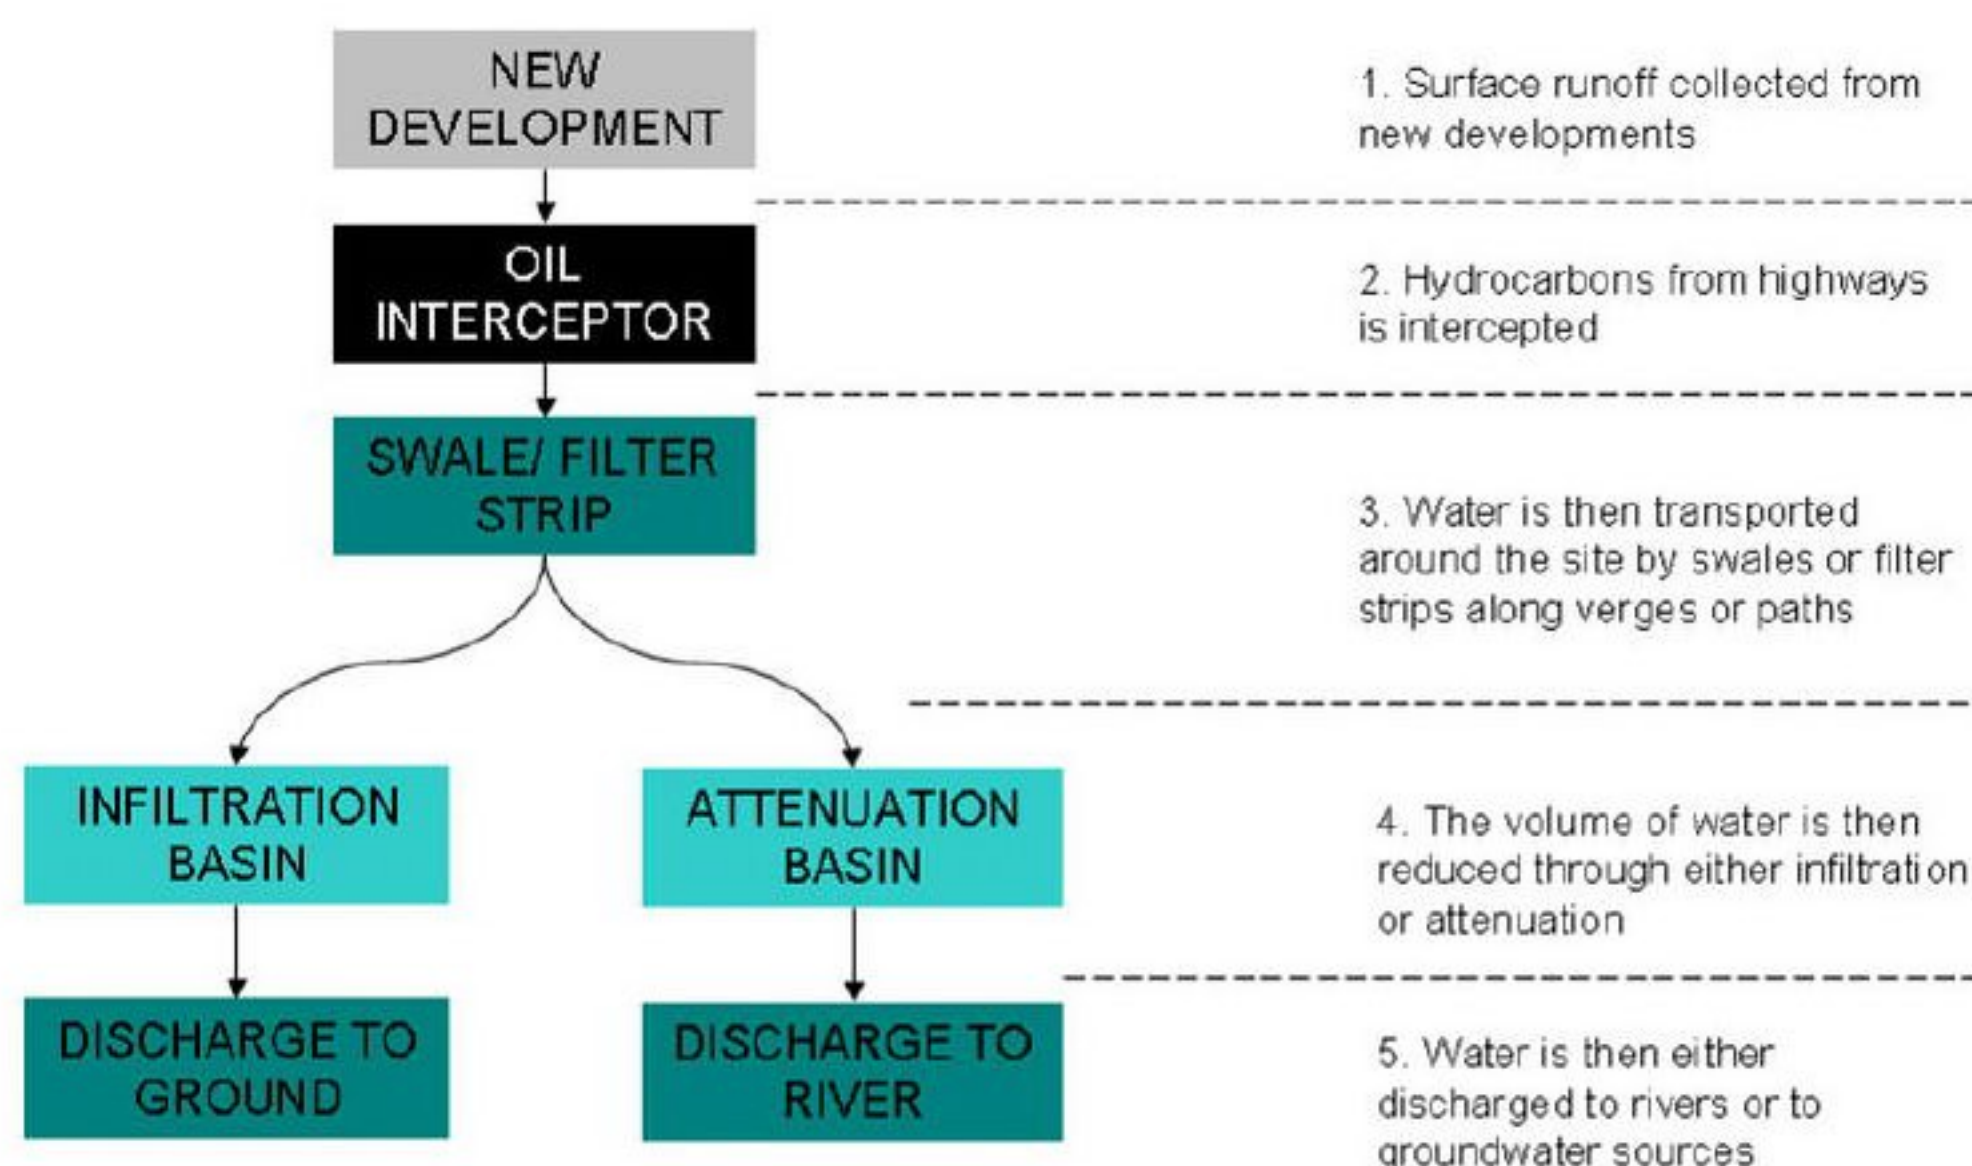 NEW
DEVELOPMENT
1. Surface runoff collected from
new developments
OIL
INTERCEPTOR
2. Hydrocarbons from highways
is intercepted
SWALE/ FILTER
STRIP
3. Water is then transported
around the site by swales or filter
strips along verges or paths
INFILTRATION
BASIN
ATTENUATION
BASIN
4. The volume of water is then
reduced through either infiltration
or attenuation
DISCHARGE TO
GROUND
DISCHARGE TO
RIVER
5. Water is then either
discharged to rivers or to
groundwater sources